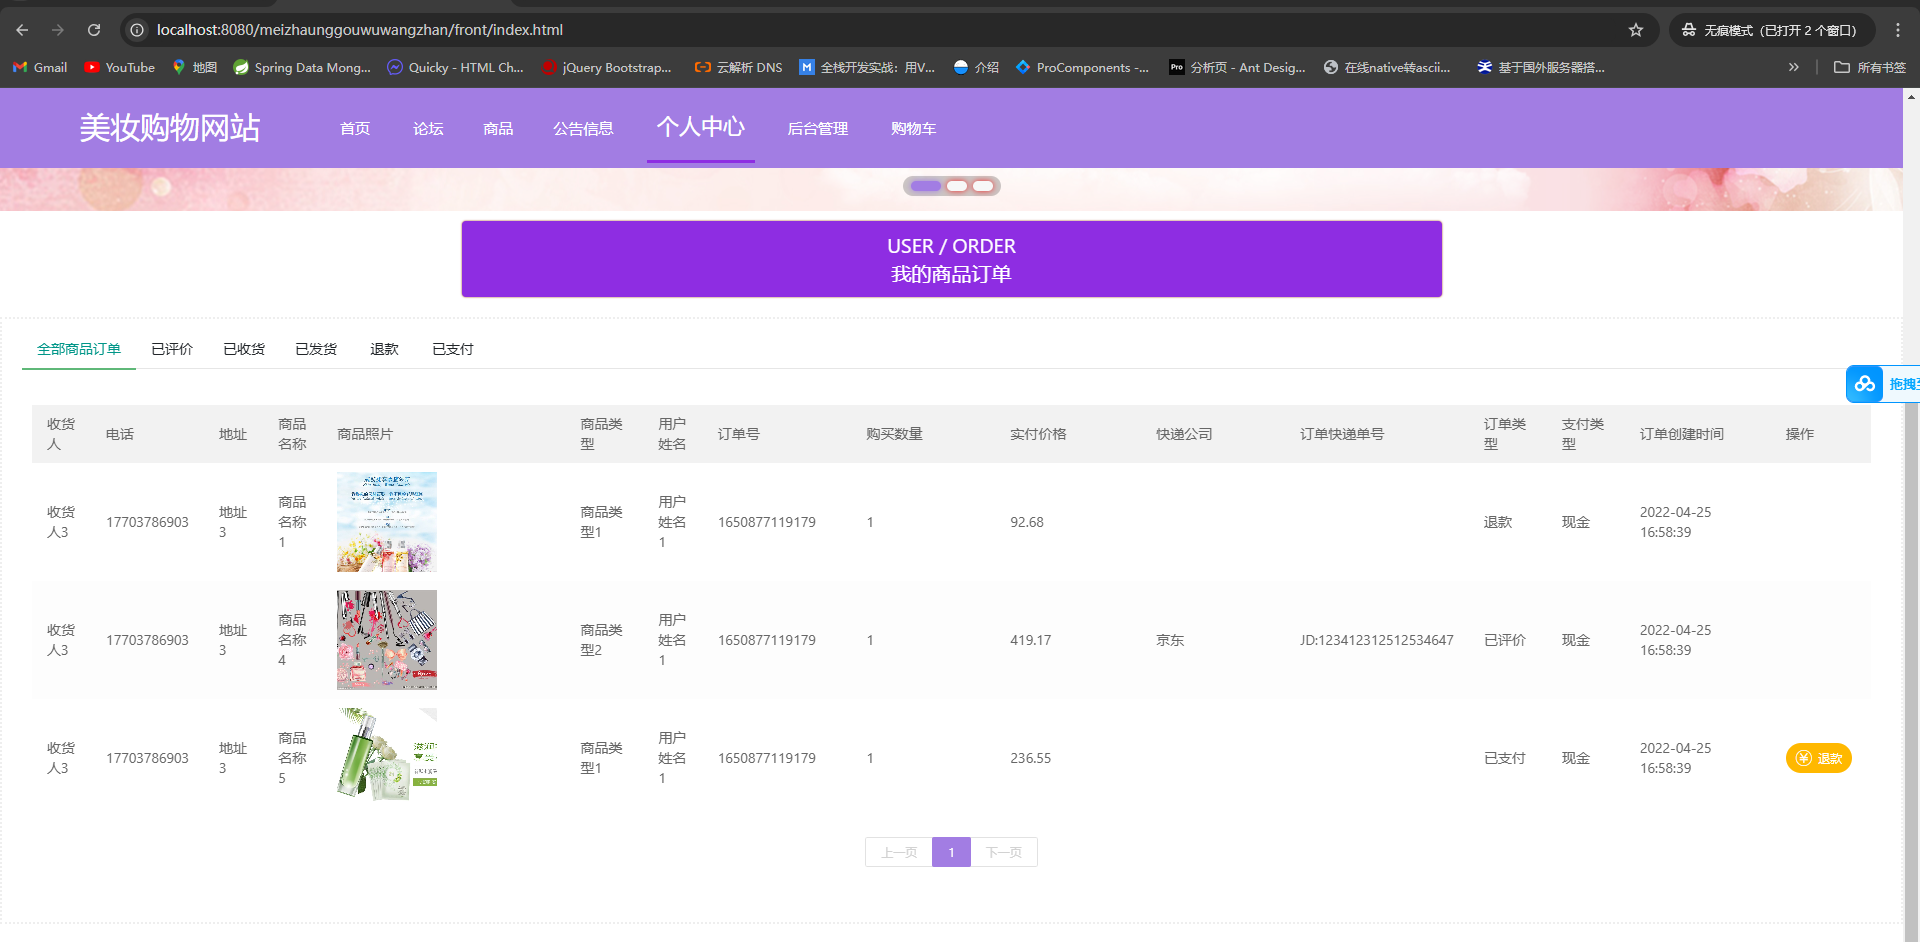 localhost:8080/meizhaunggouwuwangzhan/front/index.html
无痕模式（已打开 2 个窗口）
Gmail YouTube 地图 Spring Data Mong... Quicky - HTML Ch... jQuery Bootstrap... 云解析 DNS 全栈开发实战：用V... 介绍 ProComponents -... 分析页 - Ant Desig... 在线native转ascii... 基于国外服务器搭... 所有书签
美妆购物网站 首页 论坛 商品 公告信息 个人中心 后台管理 购物车
USER / ORDER
我的商品订单
全部商品订单 已评价 已收货 已发货 退款 已支付
拖拽至
收货人 电话 地址 商品名称 商品照片 商品类型 用户姓名 订单号 购买数量 实付价格 快递公司 订单快递单号 订单类型 支付类型 订单创建时间 操作
收货人3 17703786903 地址3 商品名称1 商品类型1 用户姓名1 1650877119179 1 92.68 退款 现金 2022-04-25 16:58:39
收货人3 17703786903 地址3 商品名称4 商品类型2 用户姓名1 1650877119179 1 419.17 京东 JD:123412312512534647 已评价 现金 2022-04-25 16:58:39
收货人3 17703786903 地址3 商品名称5 商品类型1 用户姓名1 1650877119179 1 236.55 已支付 现金 2022-04-25 16:58:39 退款
上一页 1 下一页